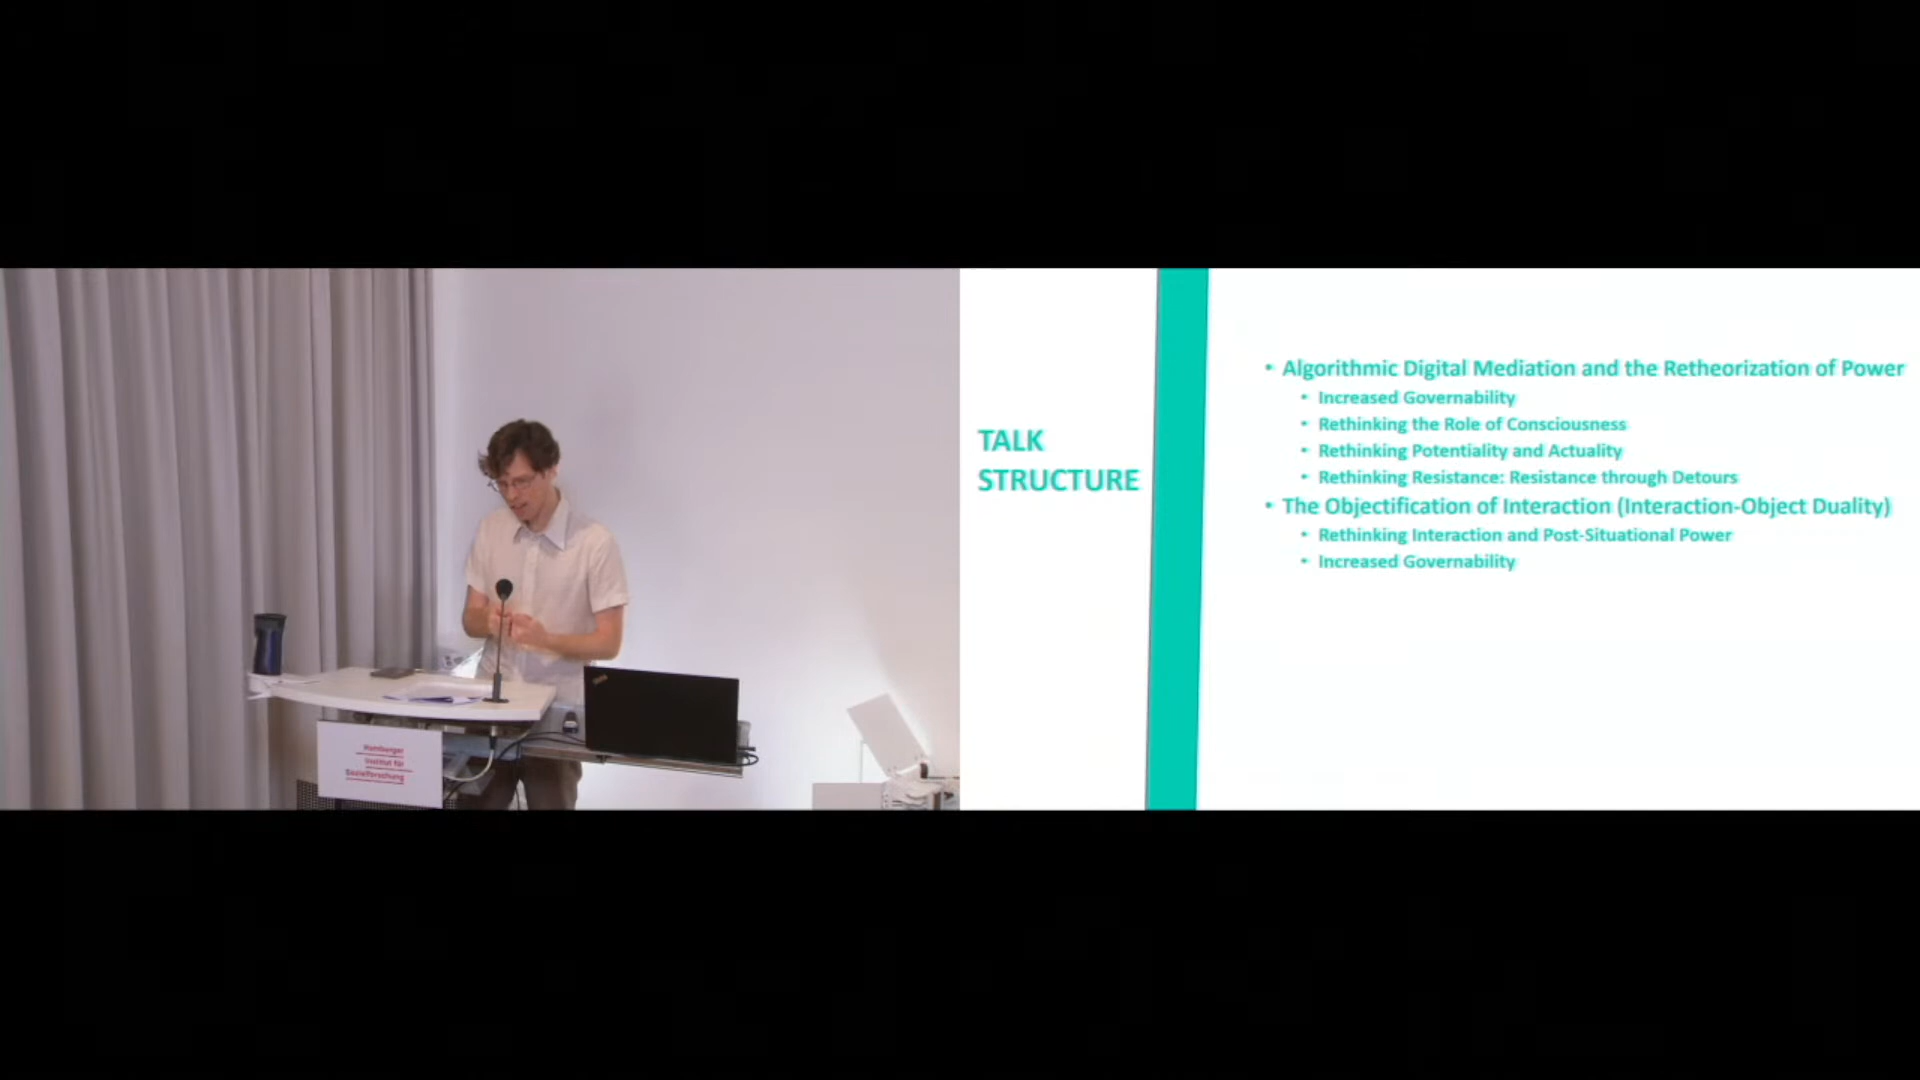 Hamburger
Institut für
Sozialforschung
TALK
STRUCTURE
• Algorithmic Digital Mediation and the Retheorization of Power
• Increased Governability
• Rethinking the Role of Consciousness
• Rethinking Potentiality and Actuality
• Rethinking Resistance: Resistance through Detours
• The Objectification of Interaction (Interaction-Object Duality)
• Rethinking Interaction and Post-Situational Power
• Increased Governability